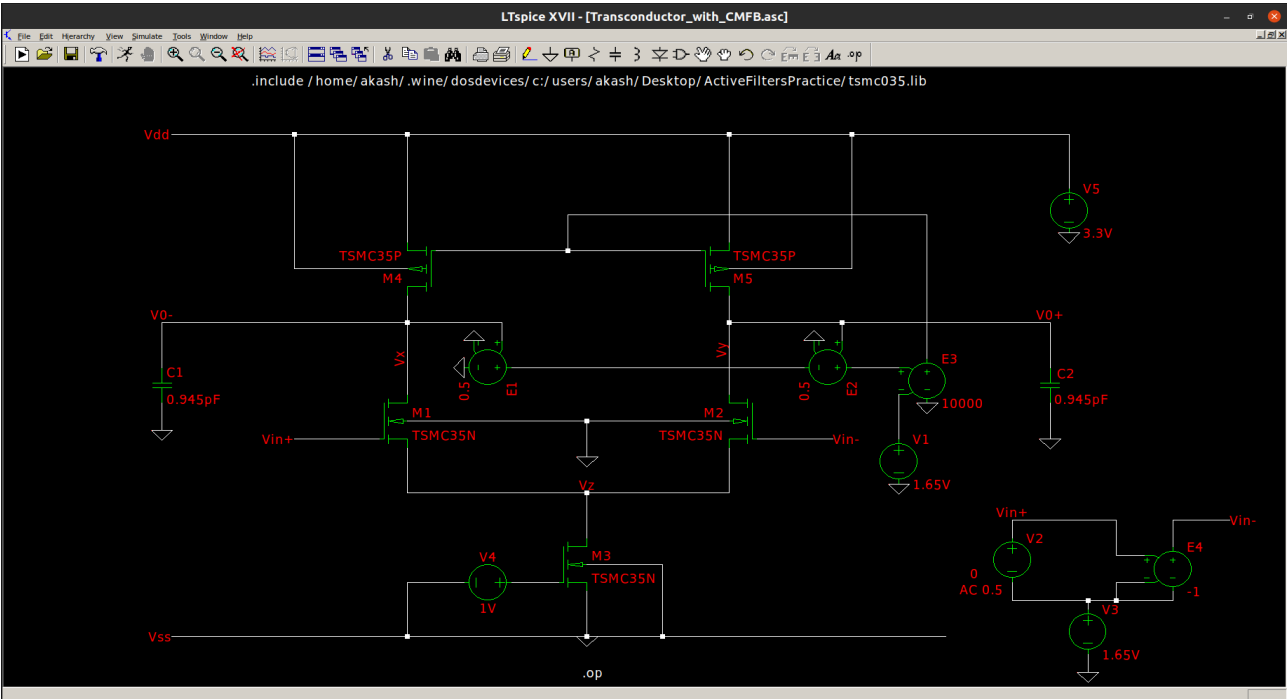 LTspice XVII - [Transconductor_with_CMFB.asc]
File Edit Hierarchy View Simulate Tools Window Help
.op
.include /home/akash/.wine/dosdevices/c:/users/akash/Desktop/ActiveFiltersPractice/tsmc035.lib
Vdd
V5
3.3V
TSMC35P
M4
TSMC35P
M5
V0-
V0+
Vx
Vy
C1
0.945pF
0.5
E1
0.5
E2
E3
10000
C2
0.945pF
M1
TSMC35N
M2
TSMC35N
Vin+
Vin-
V1
1.65V
Vz
V4
1V
M3
TSMC35N
Vin+
Vin-
V2
0
AC 0.5
E4
-1
V3
1.65V
Vss
.op